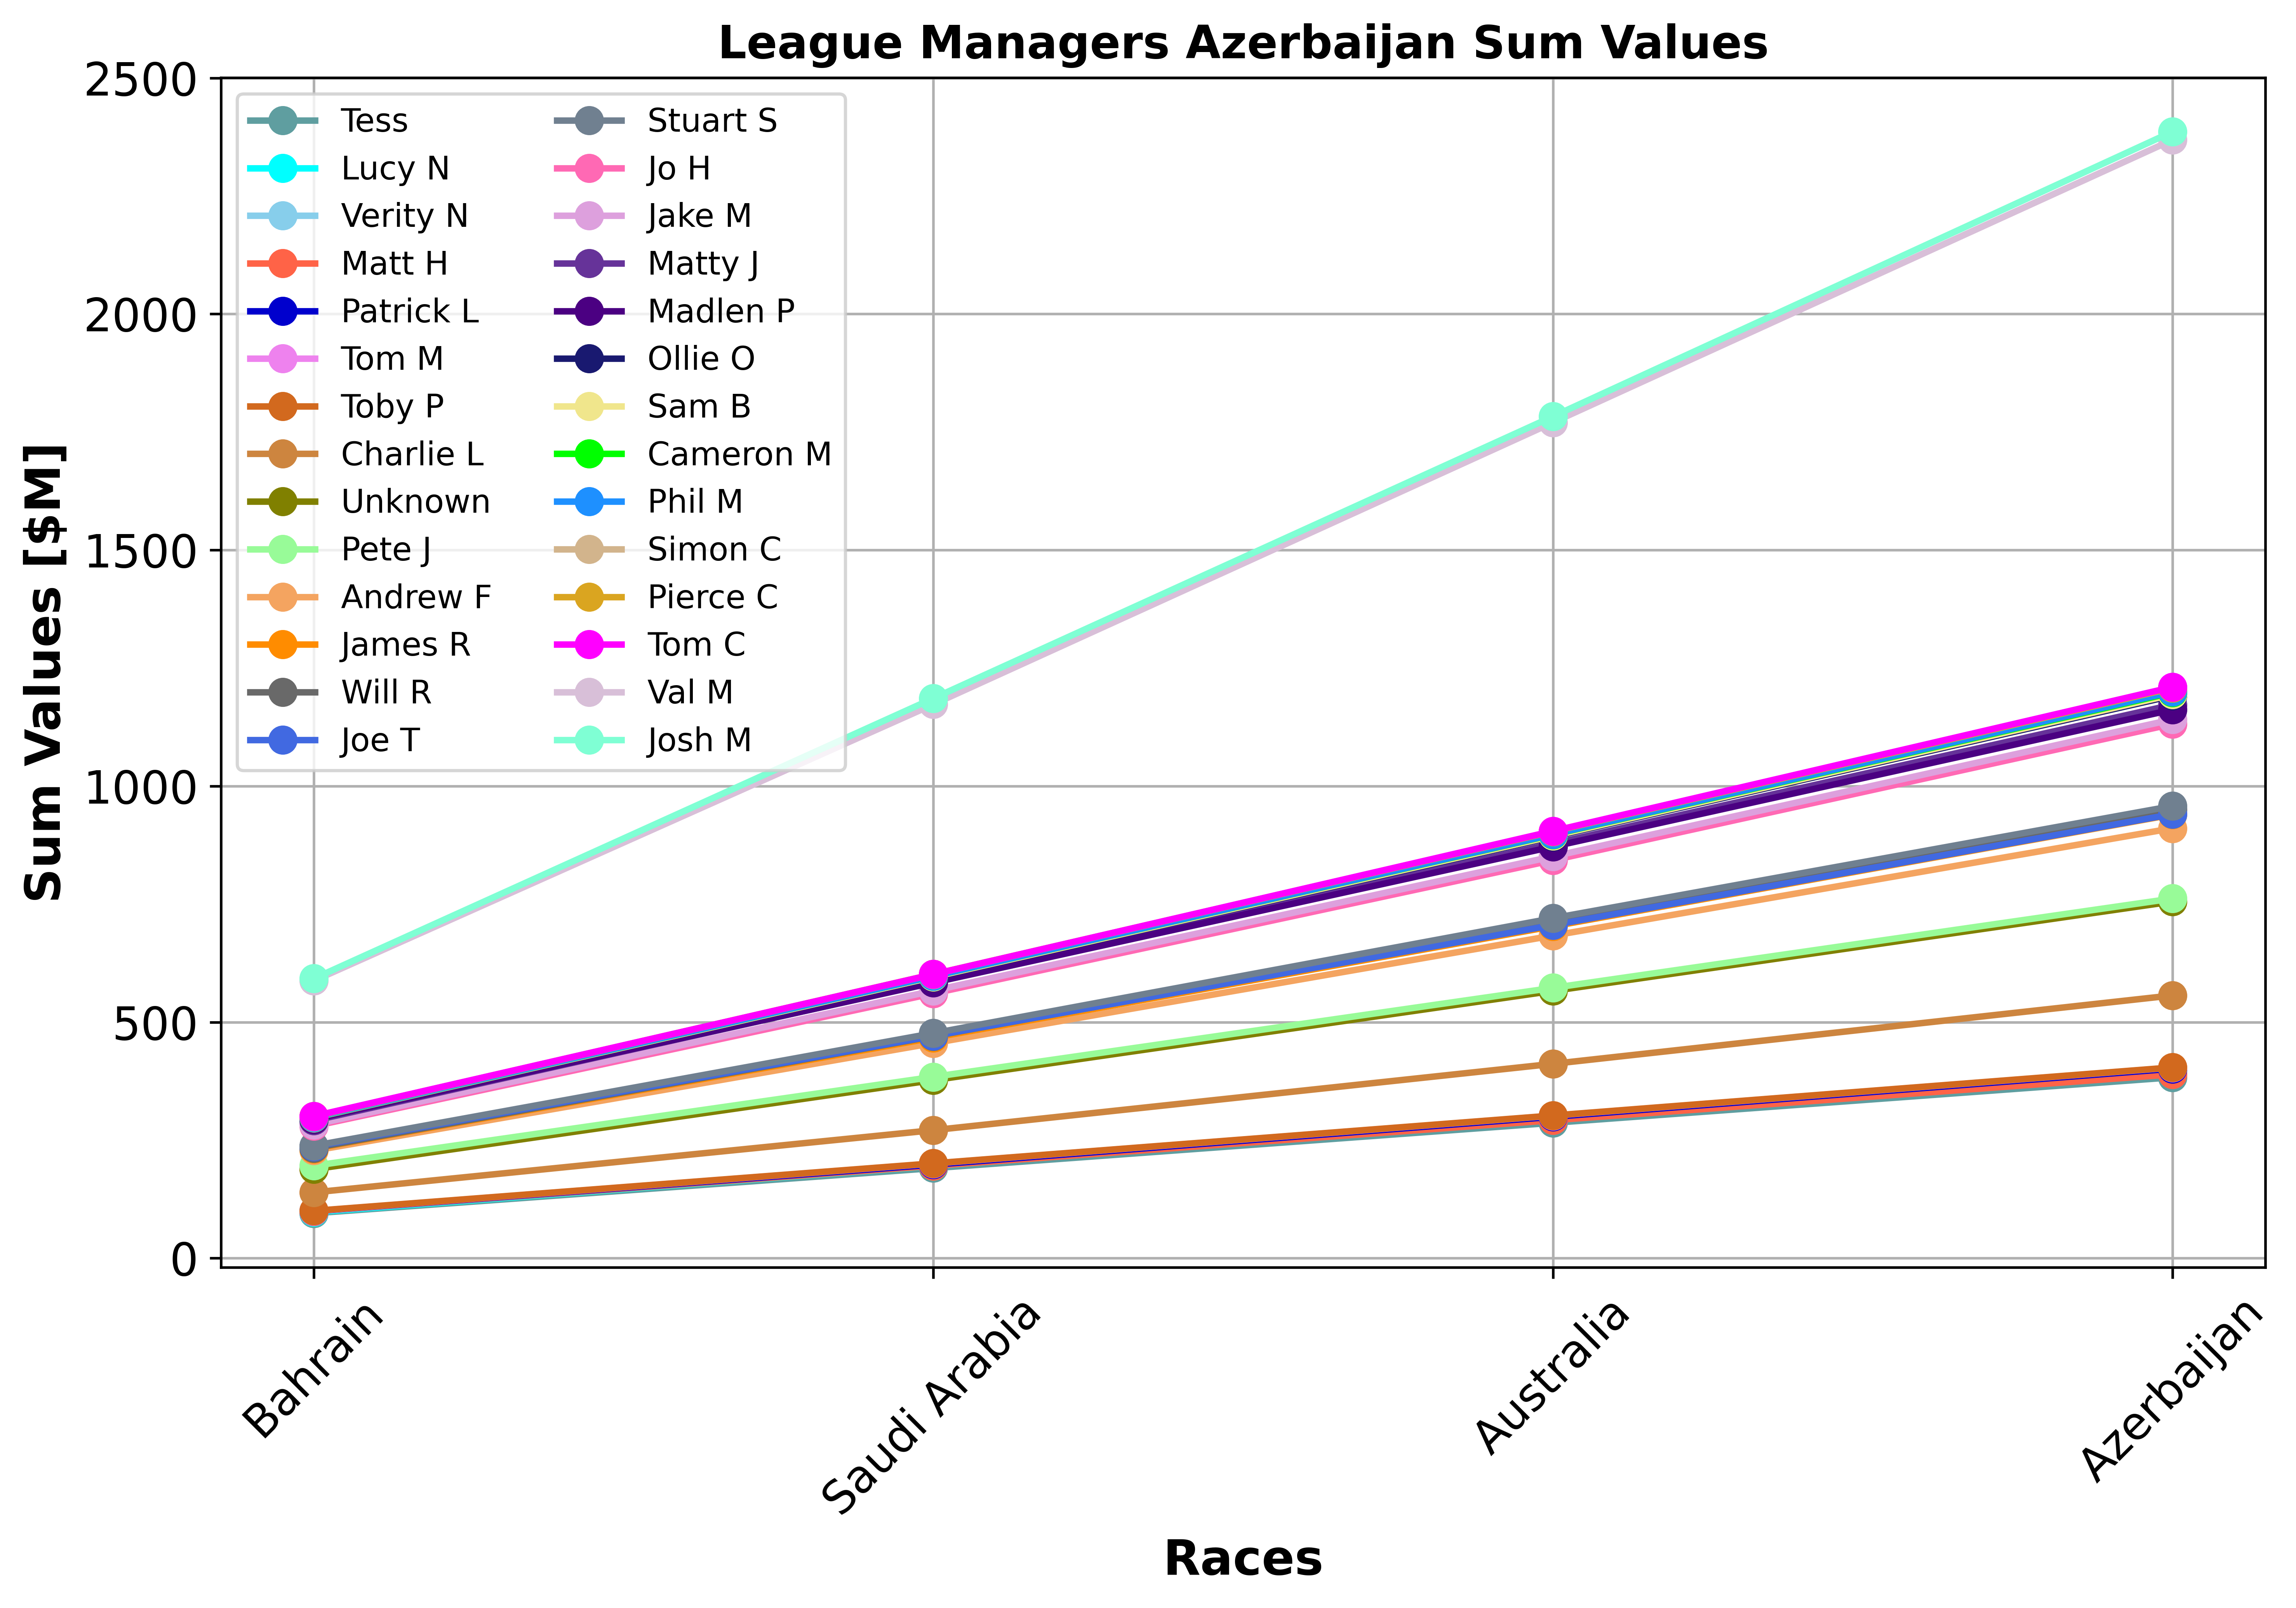 League Managers Azerbaijan Sum Values
2500
2000
1500
1000
500
0
Sum Values [$M]
Tess
Lucy N
Verity N
Matt H
Patrick L
Tom M
Toby P
Charlie L
Unknown
Pete J
Andrew F
James R
Will R
Joe T
Stuart S
Jo H
Jake M
Matty J
Madlen P
Ollie O
Sam B
Cameron M
Phil M
Simon C
Pierce C
Tom C
Val M
Josh M
Bahrain
Saudi Arabia
Australia
Azerbaijan
Races